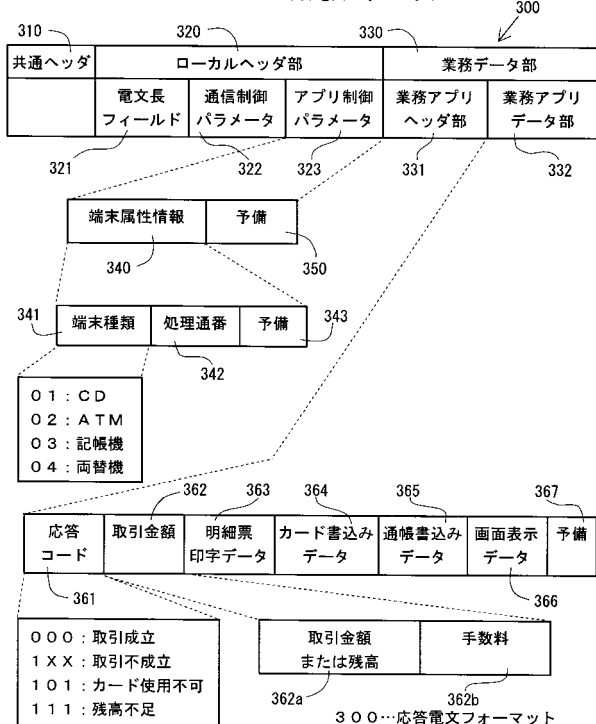 300
310
320
330
共通ヘッダ
ローカルヘッダ部
業務データ部
電文長
フィールド
通信制御
パラメータ
アプリ制御
パラメータ
業務アプリ
ヘッダ部
業務アプリ
データ部
321
322
323
331
332
端末属性情報
予備
340
350
341
端末種類
処理通番
予備
343
342
01:CD
02:ATM
03:記帳機
04:両替機
362
363
364
365
367
応答
コード
取引金額
明細票
印字データ
カード書込み
データ
通帳書込み
データ
画面表示
データ
予備
361
366
000:取引成立
1XX:取引不成立
101:カード使用不可
111:残高不足
取引金額
または残高
手数料
362a
362b
300…応答電文フォーマット